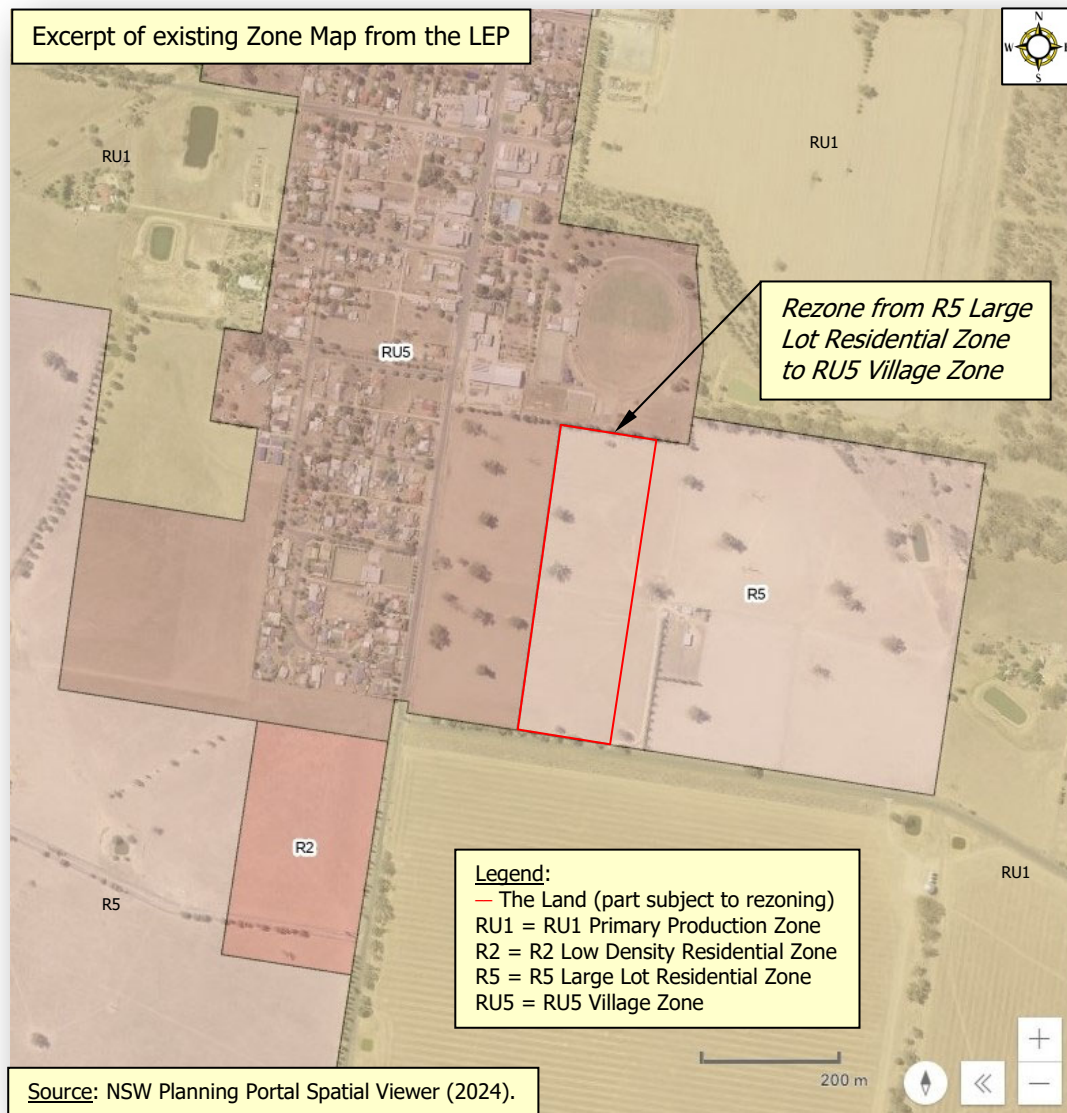 Excerpt of existing Zone Map from the LEP
N
W
E
S
RU1
RU1
Rezone from R5 Large
Lot Residential Zone
to RU5 Village Zone
RU5
R5
R2
R5
RU1
Legend:
— The Land (part subject to rezoning)
RU1 = RU1 Primary Production Zone
R2 = R2 Low Density Residential Zone
R5 = R5 Large Lot Residential Zone
RU5 = RU5 Village Zone
200 m
Source: NSW Planning Portal Spatial Viewer (2024).